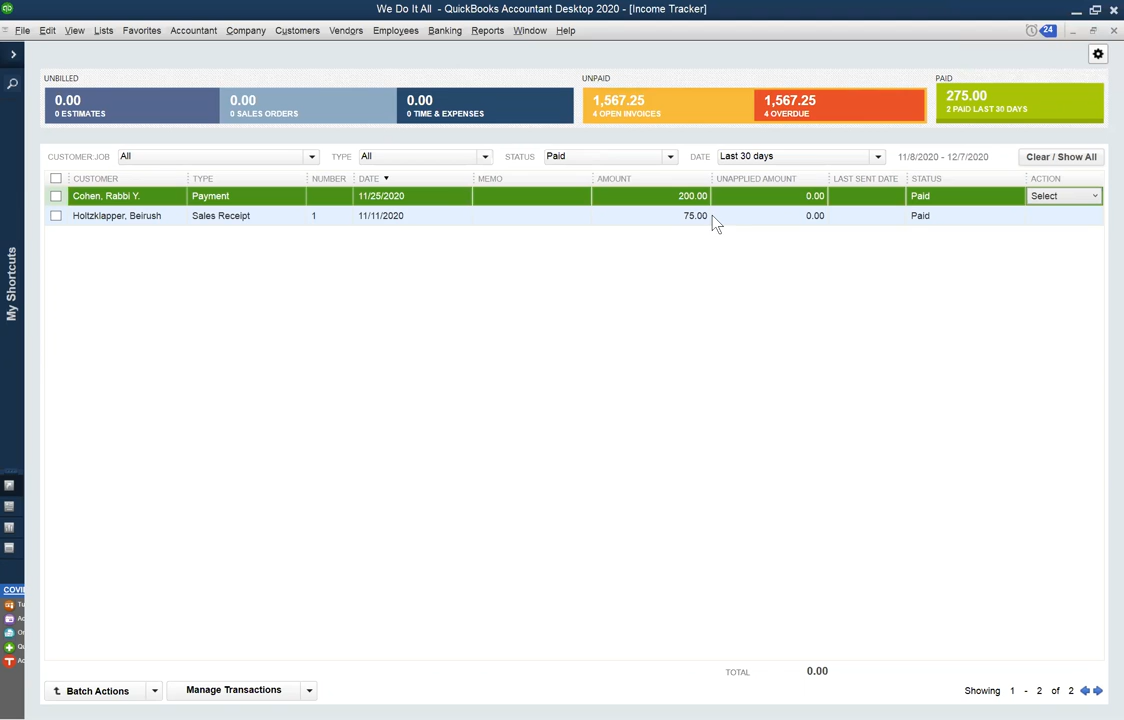 We Do It All - QuickBooks Accountant Desktop 2020 - [Income Tracker]
File Edit View Lists Favorites Accountant Company Customers Vendors Employees Banking Reports Window Help 24
UNBILLED UNPAID PAID
0.00 0.00 0.00 1,567.25 1,567.25 275.00
0 ESTIMATES 0 SALES ORDERS 0 TIME & EXPENSES 4 OPEN INVOICES 4 OVERDUE 2 PAID LAST 30 DAYS
CUSTOMER:JOB All TYPE All STATUS Paid DATE Last 30 days 11/8/2020 - 12/7/2020 Clear / Show All
CUSTOMER TYPE NUMBER DATE MEMO AMOUNT UNAPPLIED AMOUNT LAST SENT DATE STATUS ACTION
Cohen, Rabbi Y. Payment 11/25/2020 200.00 0.00 Paid Select
Holtzklapper, Beirush Sales Receipt 1 11/11/2020 75.00 0.00 Paid
My Shortcuts
COVI
Tu
Ac
Or
Qu
Ac
TOTAL 0.00
Batch Actions Manage Transactions Showing 1 - 2 of 2